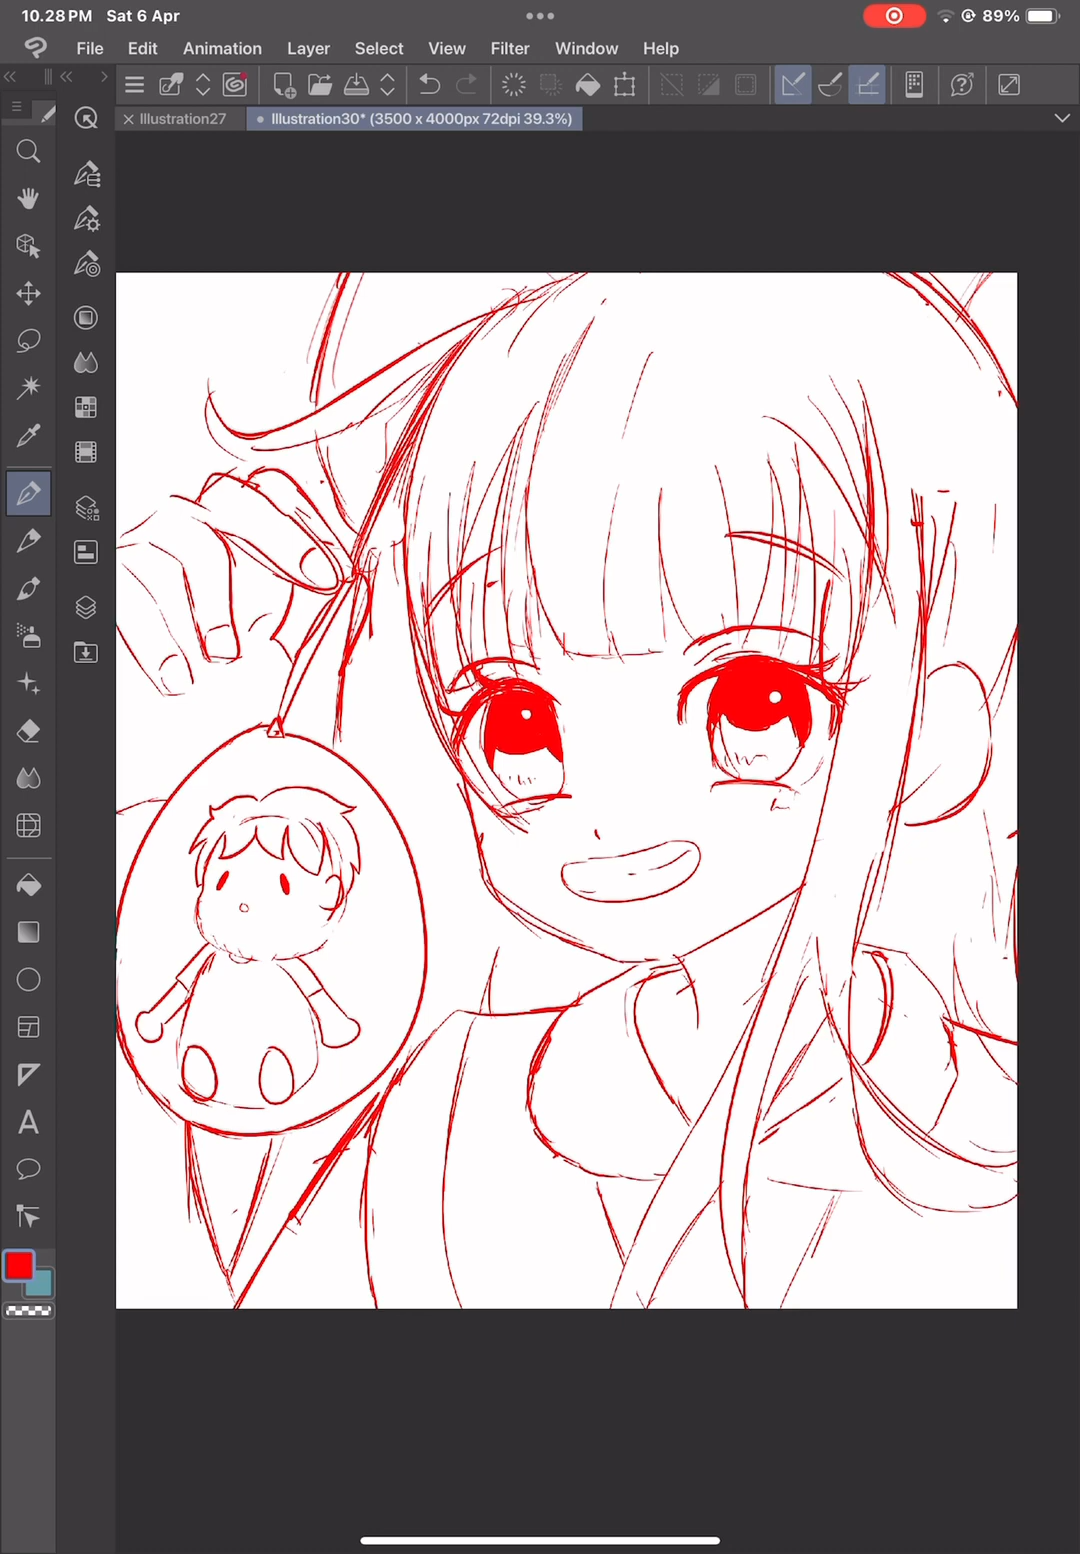 10.28 PM Sat 6 Apr 89%
File Edit Animation Layer Select View Filter Window Help
Illustration27 Illustration30* (3500 x 4000px 72dpi 39.3%)
A